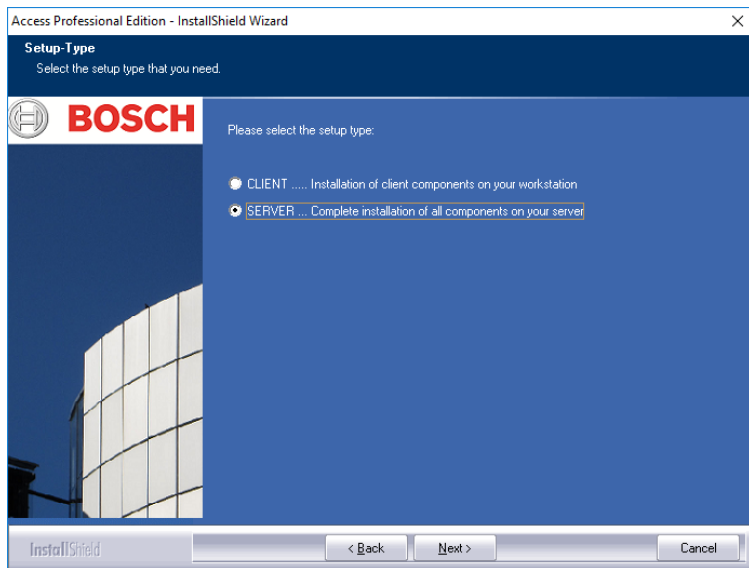 Access Professional Edition - InstallShield Wizard
Setup-Type
Select the setup type that you need.
BOSCH
Please select the setup type:
CLIENT ..... Installation of client components on your workstation
SERVER ... Complete installation of all components on your server
InstallShield
< Back
Next >
Cancel